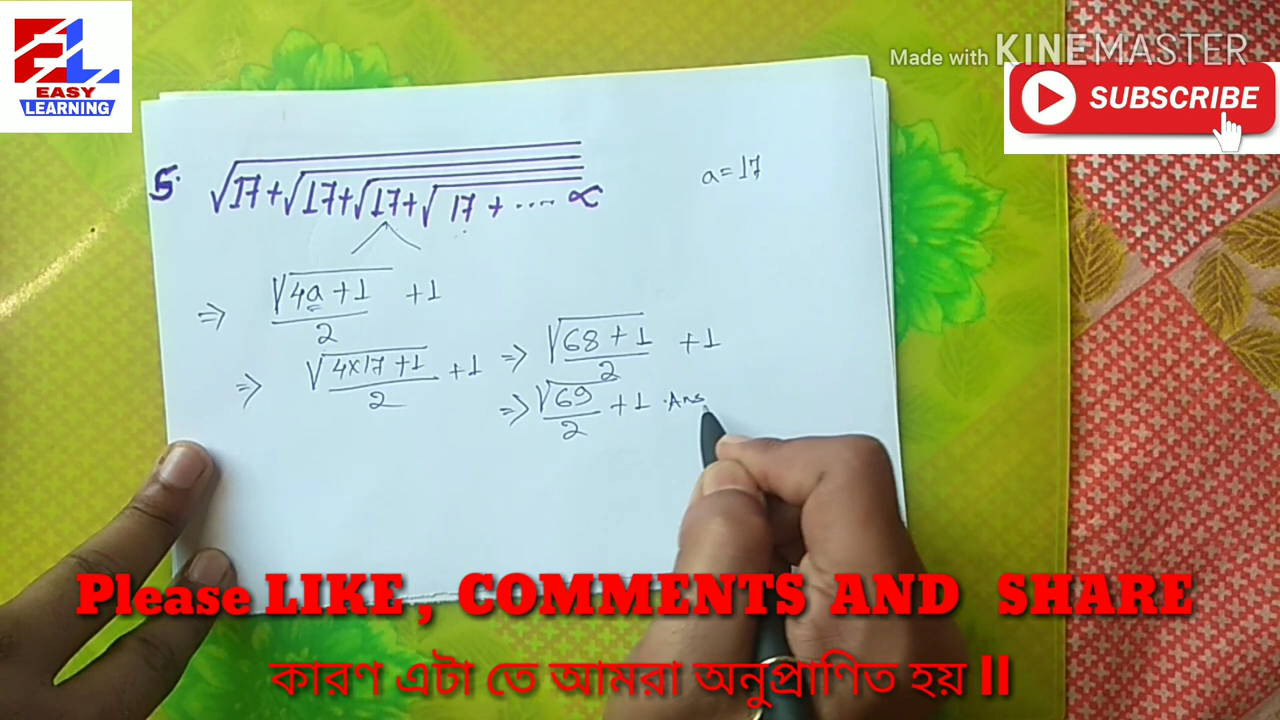 EL
EASY
LEARNING
Made with KINEMASTER
SUBSCRIBE
5. √17+√17+√17+√17+.... ∝
a=17
⇒ √4a+1/2 +1
⇒ √4×17+1/2 +1 ⇒ √68+1/2 +1
⇒ √69/2 +1 .Ans
Please LIKE , COMMENTS AND SHARE
কারণ এটা তে আমরা অনুপ্রাণিত হয় ll